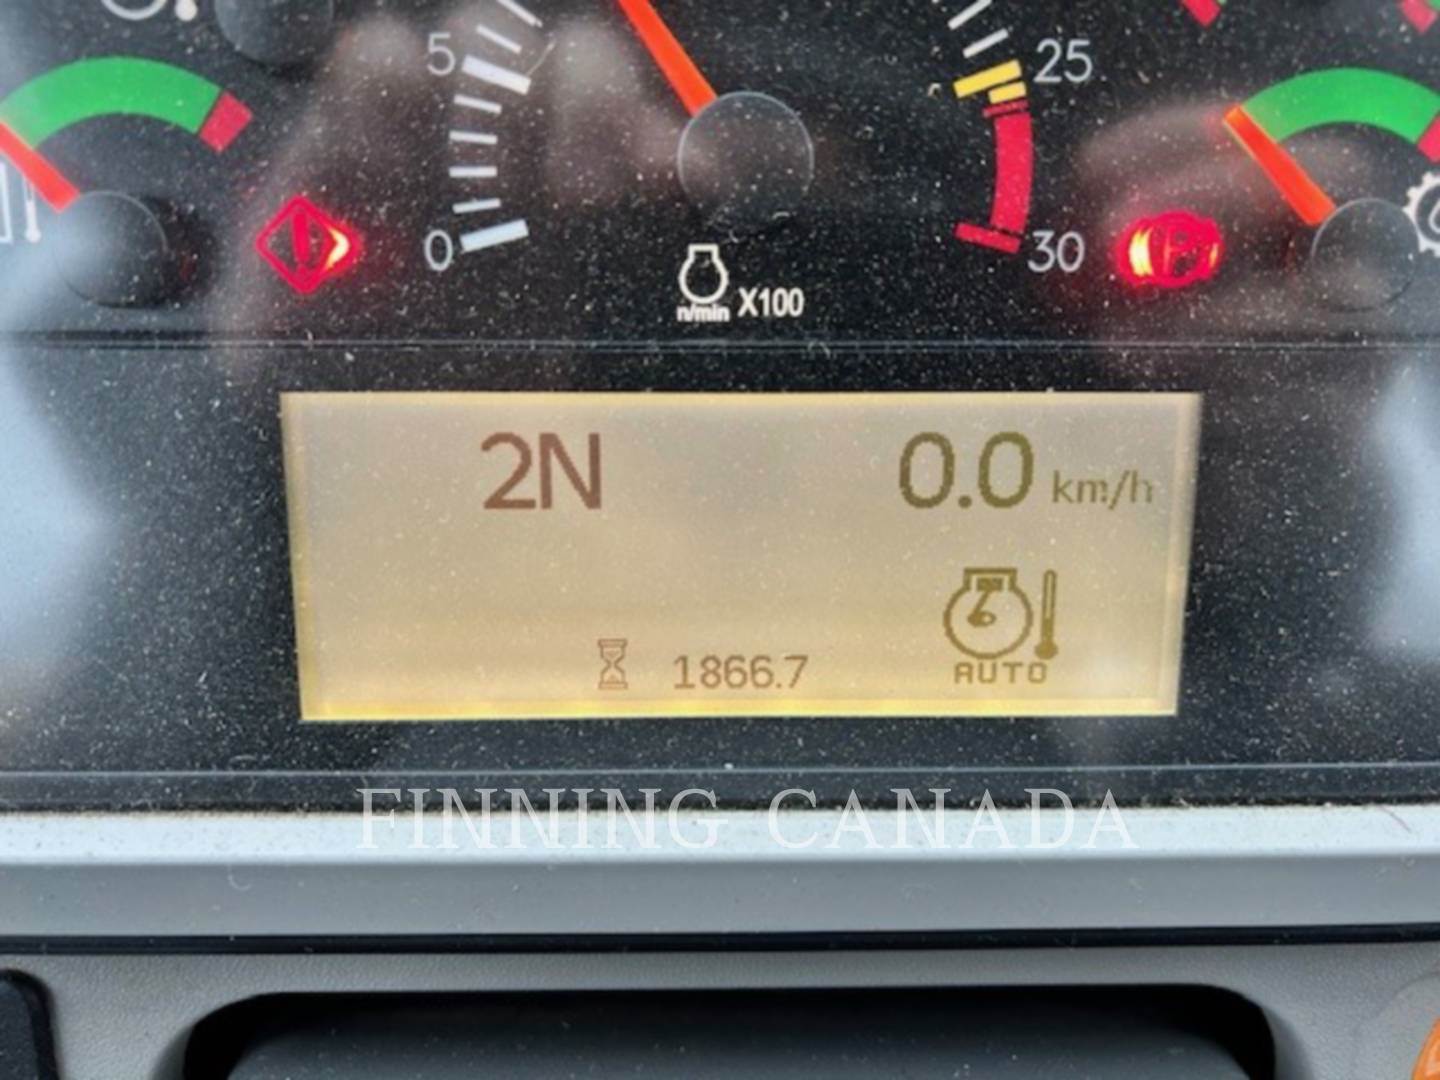 5
25
0
30
n/min X100
P
2N
0.0 km/h
1866.7
AUTO
FINNING CANADA